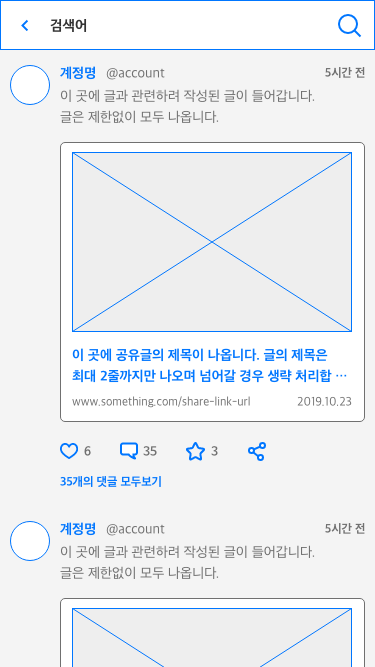 검색어
계정명 @account 5시간 전
이 곳에 글과 관련하려 작성된 글이 들어갑니다.
글은 제한없이 모두 나옵니다.
이 곳에 공유글의 제목이 나옵니다. 글의 제목은
최대 2줄까지만 나오며 넘어갈 경우 생략 처리합 ···
www.something.com/share-link-url 2019.10.23
6 35 3
35개의 댓글 모두보기
계정명 @account 5시간 전
이 곳에 글과 관련하려 작성된 글이 들어갑니다.
글은 제한없이 모두 나옵니다.